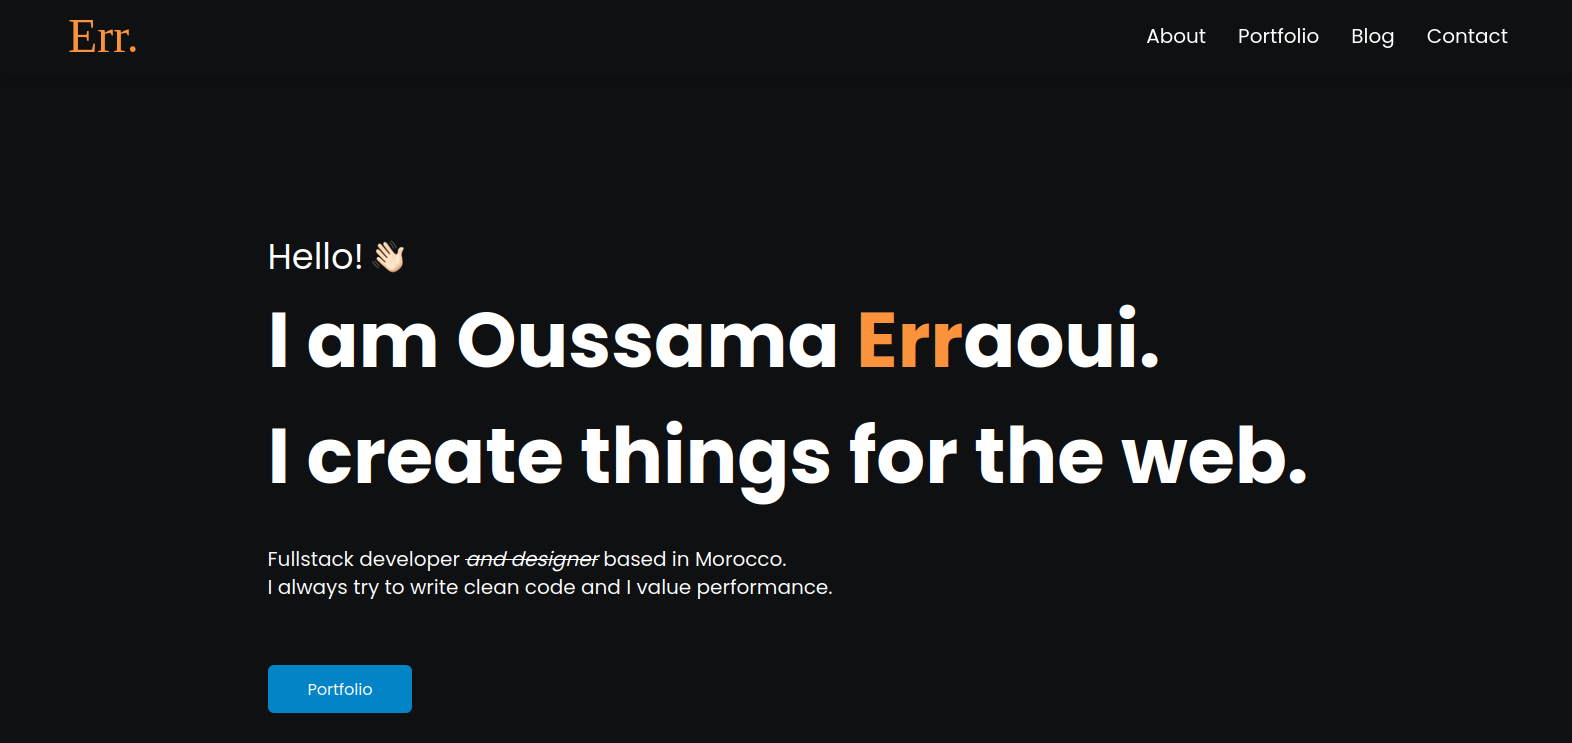 Err.
About Portfolio Blog Contact
Hello! 👋🏻
I am Oussama Erraoui.
I create things for the web.
Fullstack developer and designer based in Morocco.
I always try to write clean code and I value performance.
Portfolio